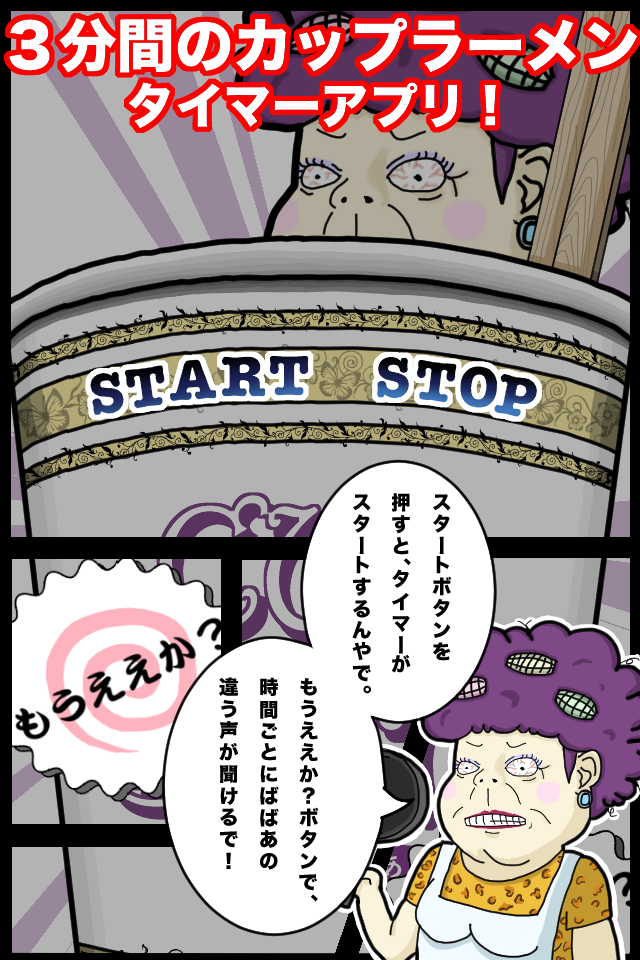 ３分間のカップラーメン
タイマーアプリ！
START STOP
スタートボタンを
押すと、タイマーが
スタートするんやで。
もうええか？
もうええか？ボタンで、
時間ごとにばばあの
違う声が聞けるで！